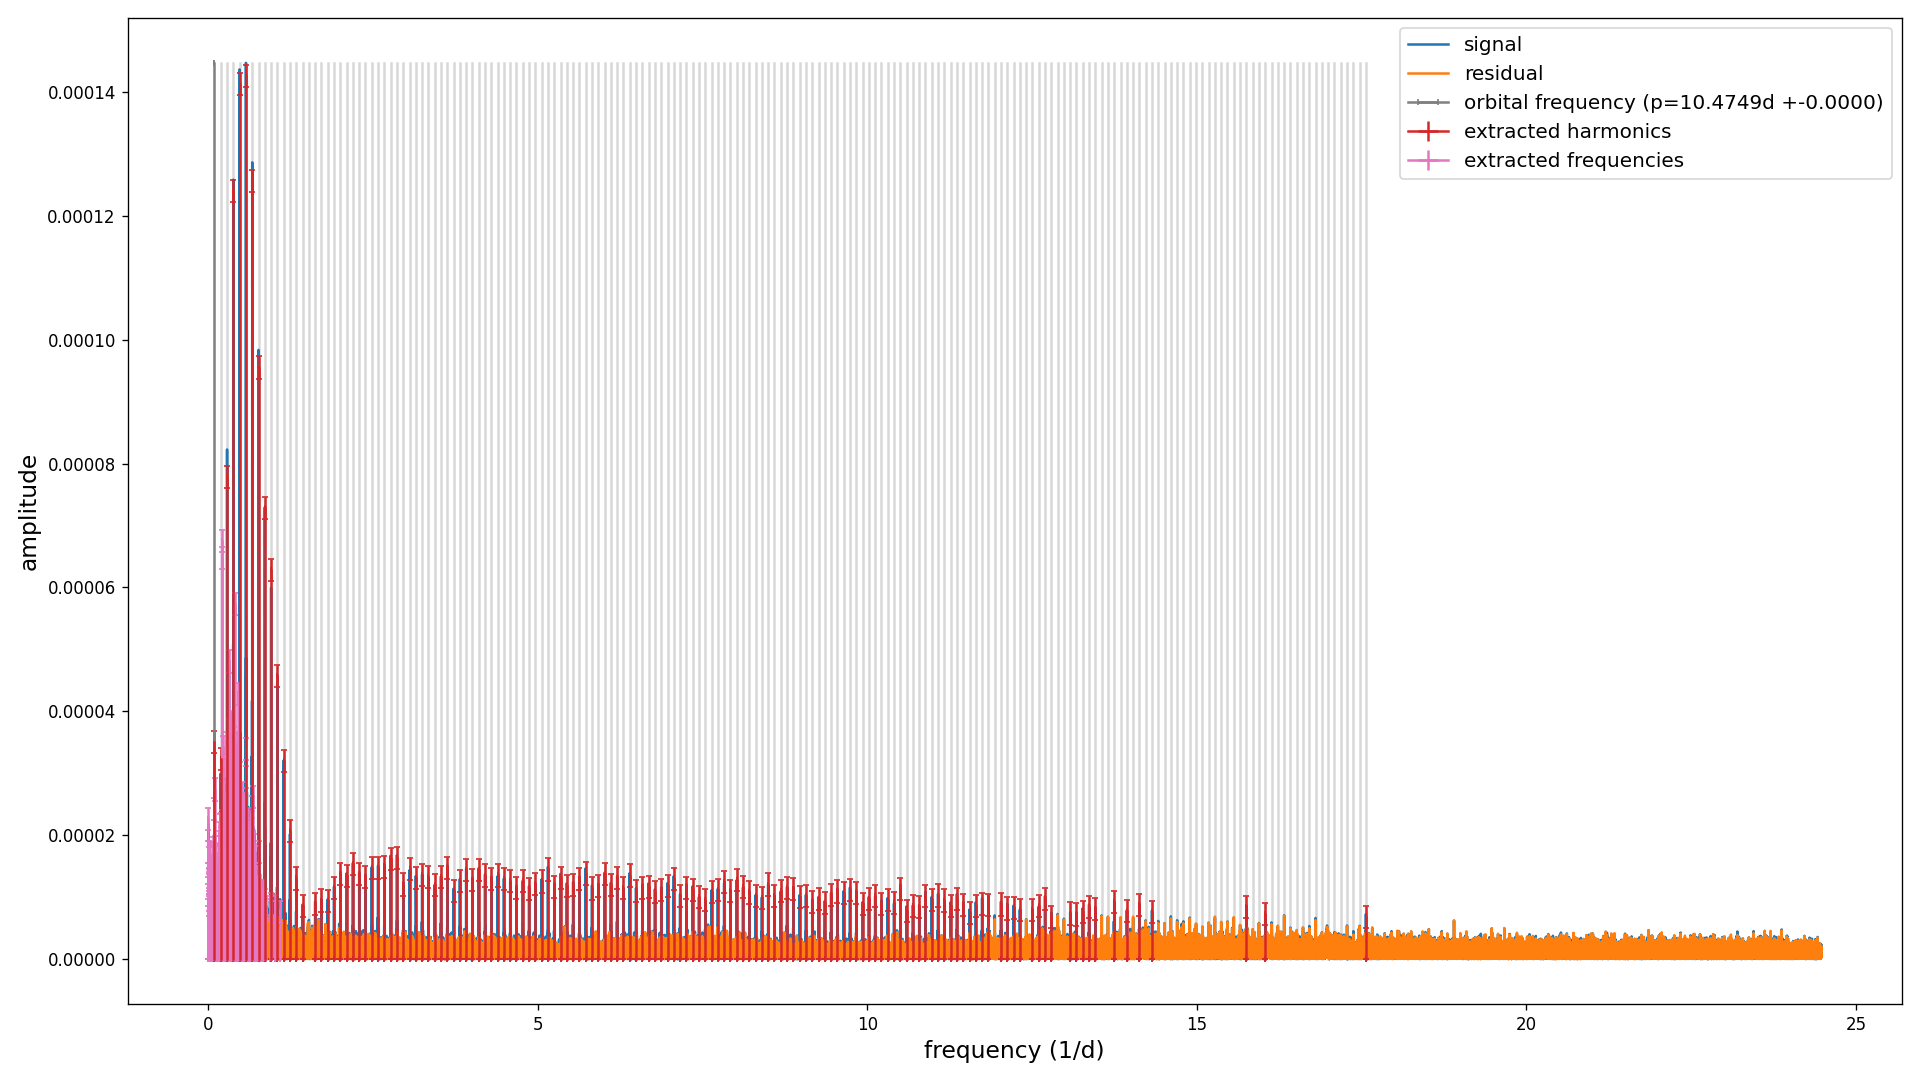 signal
residual
orbital frequency (p=10.4749d +-0.0000)
extracted harmonics
extracted frequencies
0.00014
0.00012
0.00010
0.00008
0.00006
0.00004
0.00002
0.00000
amplitude
0 5 10 15 20 25
frequency (1/d)